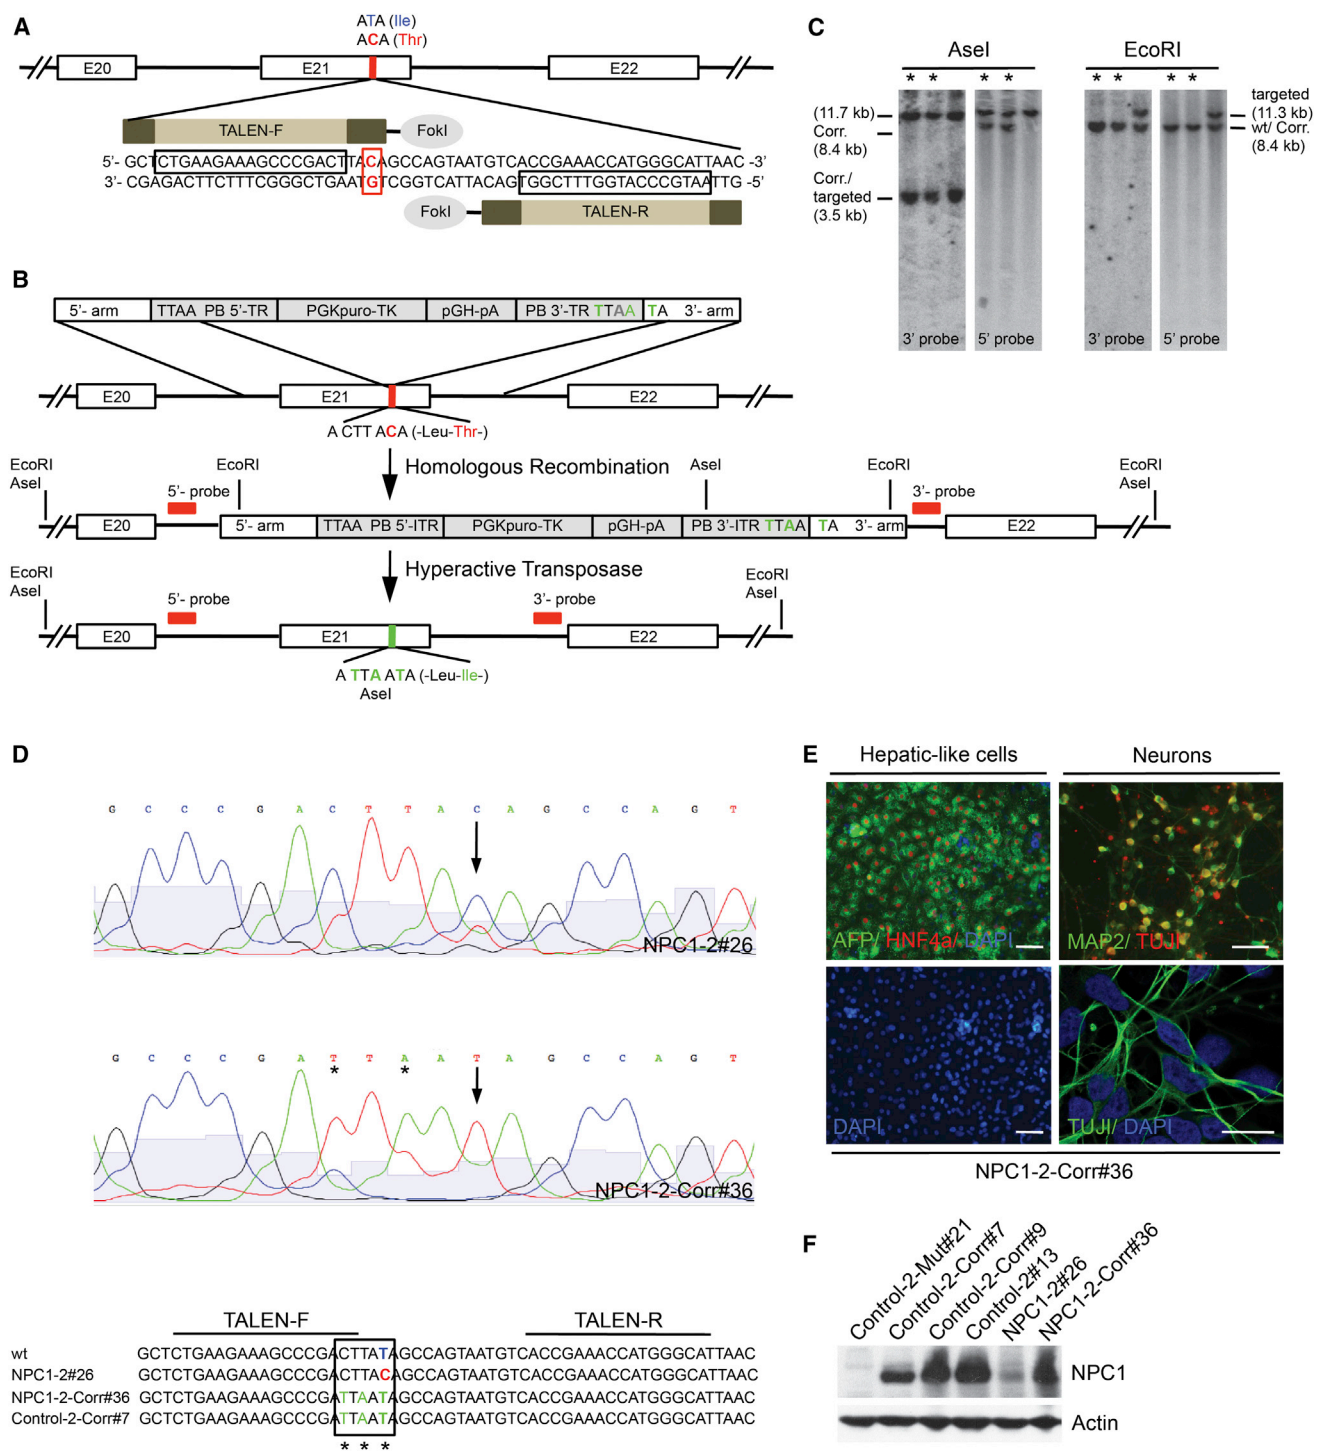 A
ATA (Ile)
ACA (Thr)
E20
E21
E22
TALEN-F
FokI
5'- GCTCTGAAGAAAGCCCGACTTACAGCCAGTAATGTCACCGAAACCATGGGCATTAAC -3'
3'- CGAGACTTCTTTCGGGCTGAATGTCGGTCATTACAGTGGCTTTGGTACCCGTAATTG -5'
FokI
TALEN-R
B
5'- arm
TTAA PB 5'-TR
PGKpuro-TK
pGH-pA
PB 3'-TR TTAA
TA 3'- arm
E20
E21
E22
A CTT ACA (-Leu-Thr-)
Homologous Recombination
EcoRI
AseI
EcoRI
AseI
EcoRI
EcoRI
AseI
5'- probe
3'- probe
E20
5'- arm
TTAA PB 5'-ITR
PGKpuro-TK
pGH-pA
PB 3'-ITR TTAA
TA 3'- arm
E22
Hyperactive Transposase
EcoRI
AseI
5'- probe
3'- probe
EcoRI
AseI
E20
E21
E22
A TTA ATA (-Leu-Ile-)
AseI
C
AseI
EcoRI
* *
* *
* *
* *
(11.7 kb)
Corr.
(8.4 kb)
Corr./
targeted
(3.5 kb)
targeted
(11.3 kb)
wt/ Corr.
(8.4 kb)
3' probe
5' probe
3' probe
5' probe
D
G C C C G A C T T A C A G C C A G T
NPC1-2#26
G C C C G A T T A A T A G C C A G T
* *
NPC1-2-Corr#36
TALEN-F
TALEN-R
wt GCTCTGAAGAAAGCCCGACTTATAGCCAGTAATGTCACCGAAACCATGGGCATTAAC
NPC1-2#26 GCTCTGAAGAAAGCCCGACTTACAGCCAGTAATGTCACCGAAACCATGGGCATTAAC
NPC1-2-Corr#36 GCTCTGAAGAAAGCCCGATTAATAGCCAGTAATGTCACCGAAACCATGGGCATTAAC
Control-2-Corr#7 GCTCTGAAGAAAGCCCGATTAATAGCCAGTAATGTCACCGAAACCATGGGCATTAAC
* * *
E
Hepatic-like cells
Neurons
AFP/ HNF4a/ DAPI
MAP2/ TUJI
DAPI
TUJI/ DAPI
NPC1-2-Corr#36
F
Control-2-Mut#21
Control-2-Corr#7
Control-2-Corr#9
Control-2#13
NPC1-2#26
NPC1-2-Corr#36
NPC1
Actin